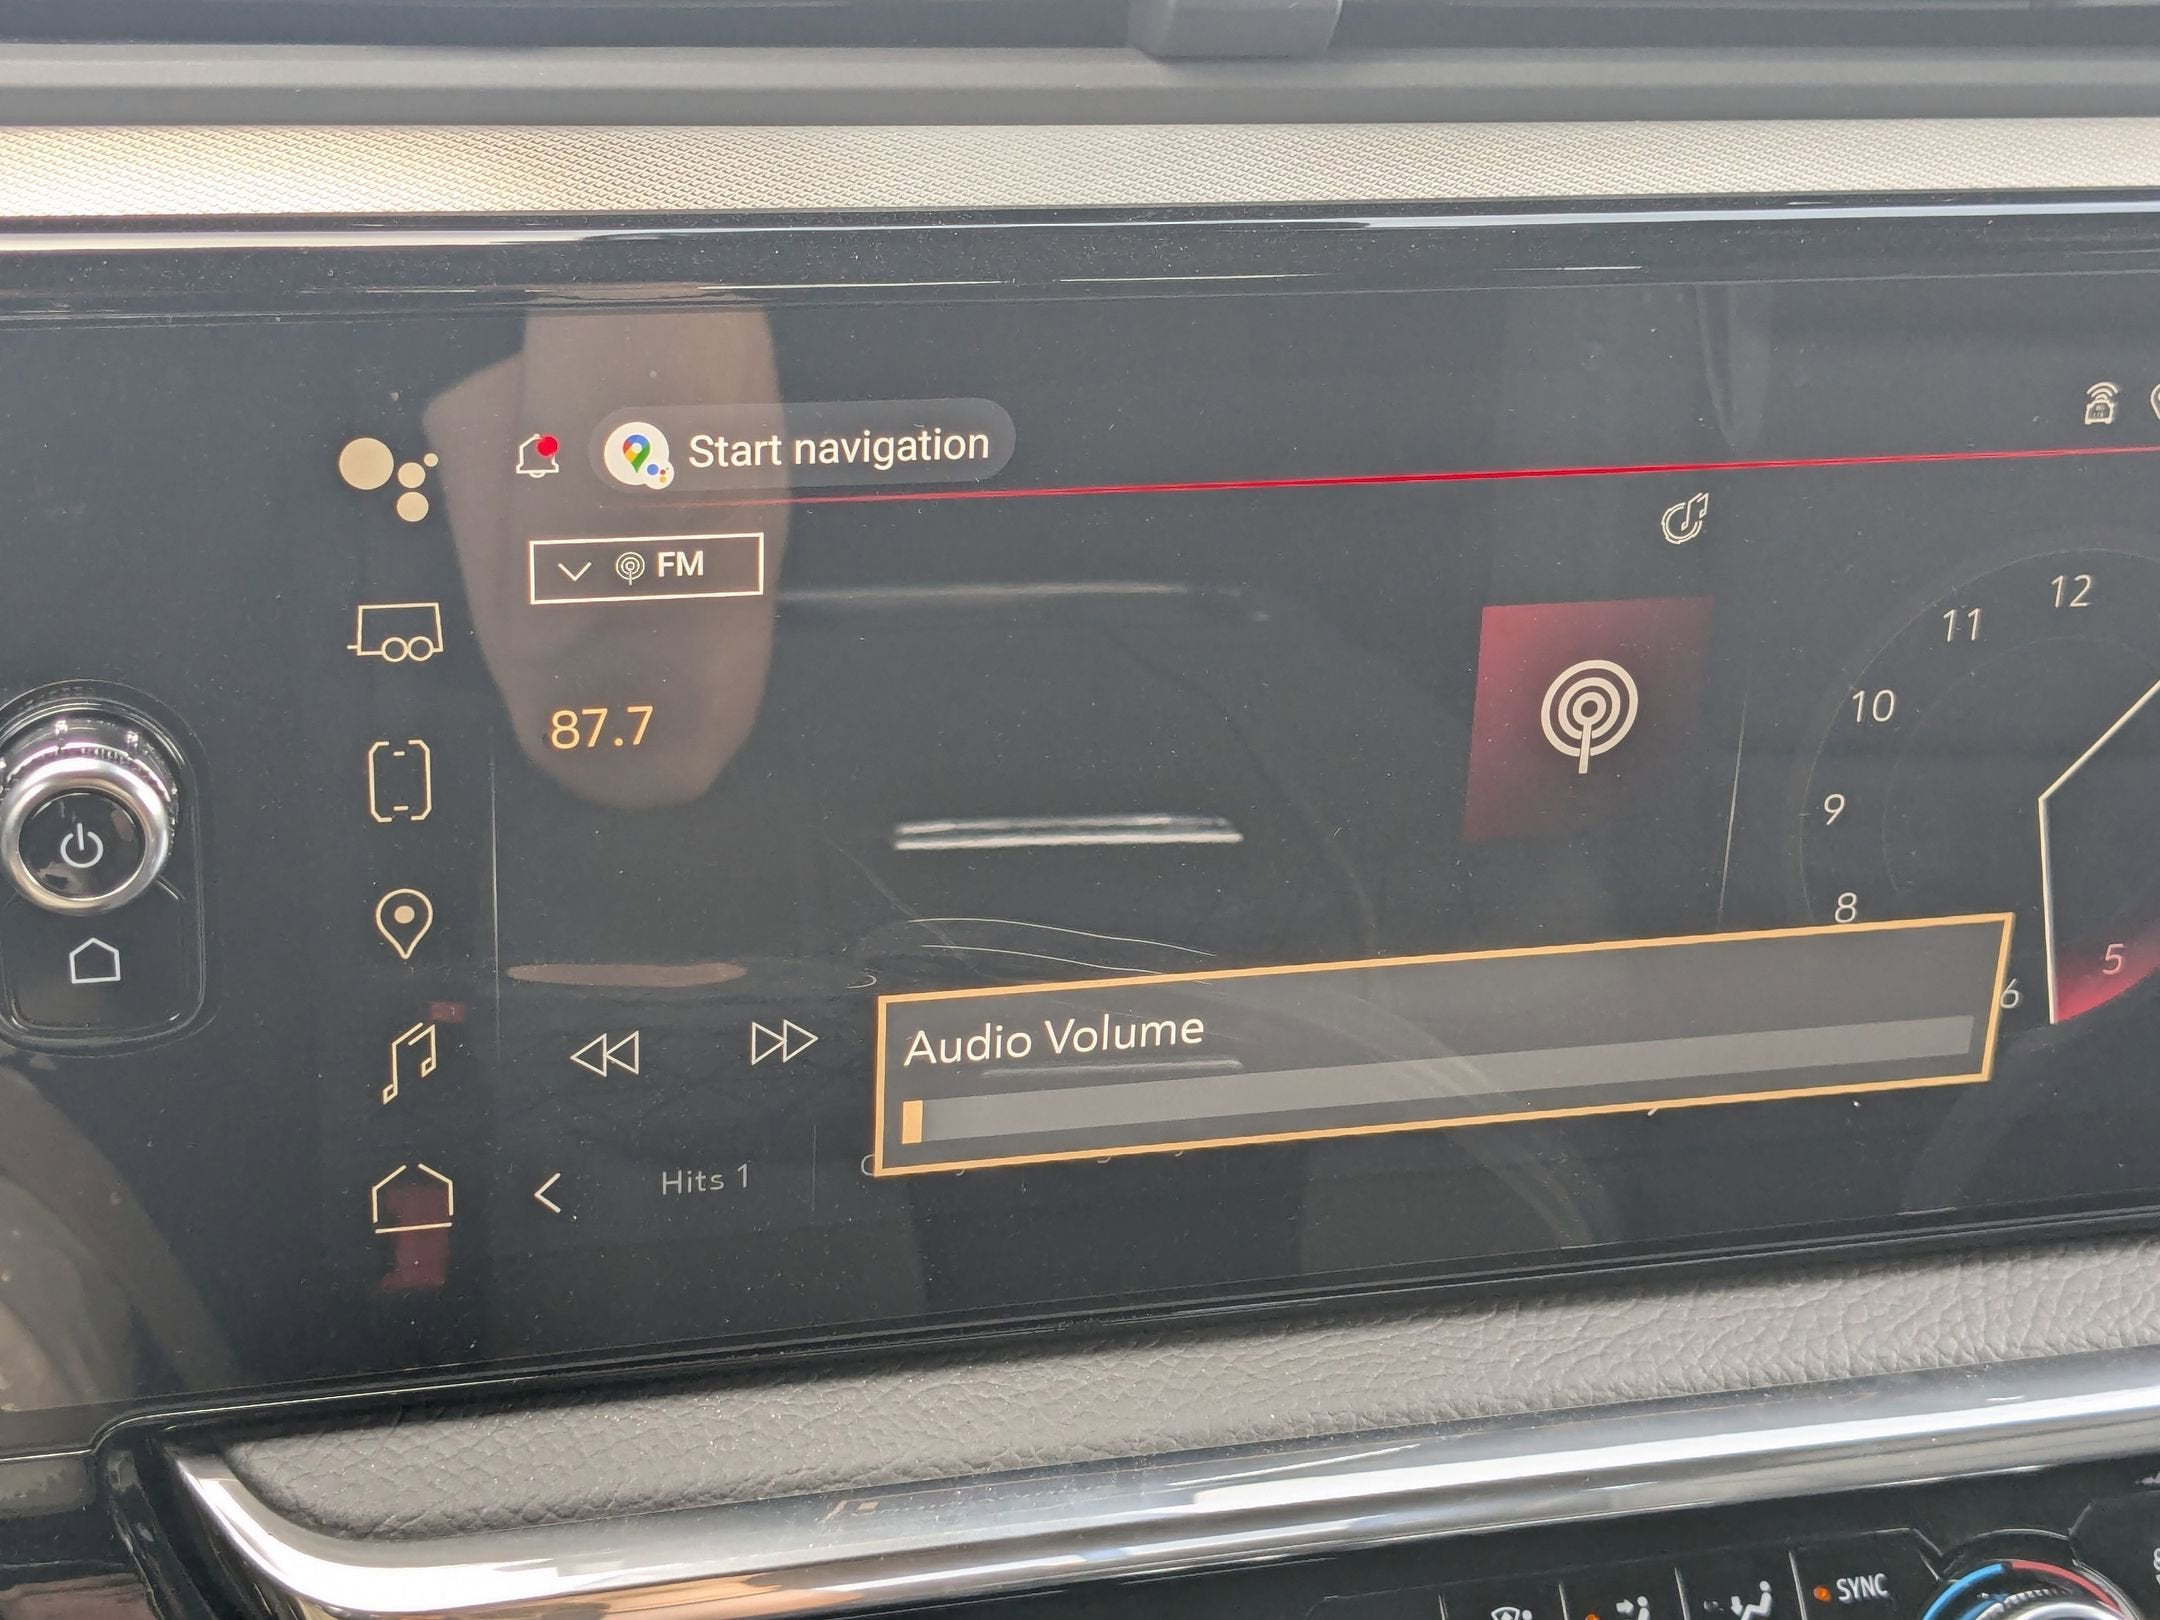 Start navigation
FM
12
11
10
9
8
6
5
87.7
Audio Volume
Hits 1
SYNC